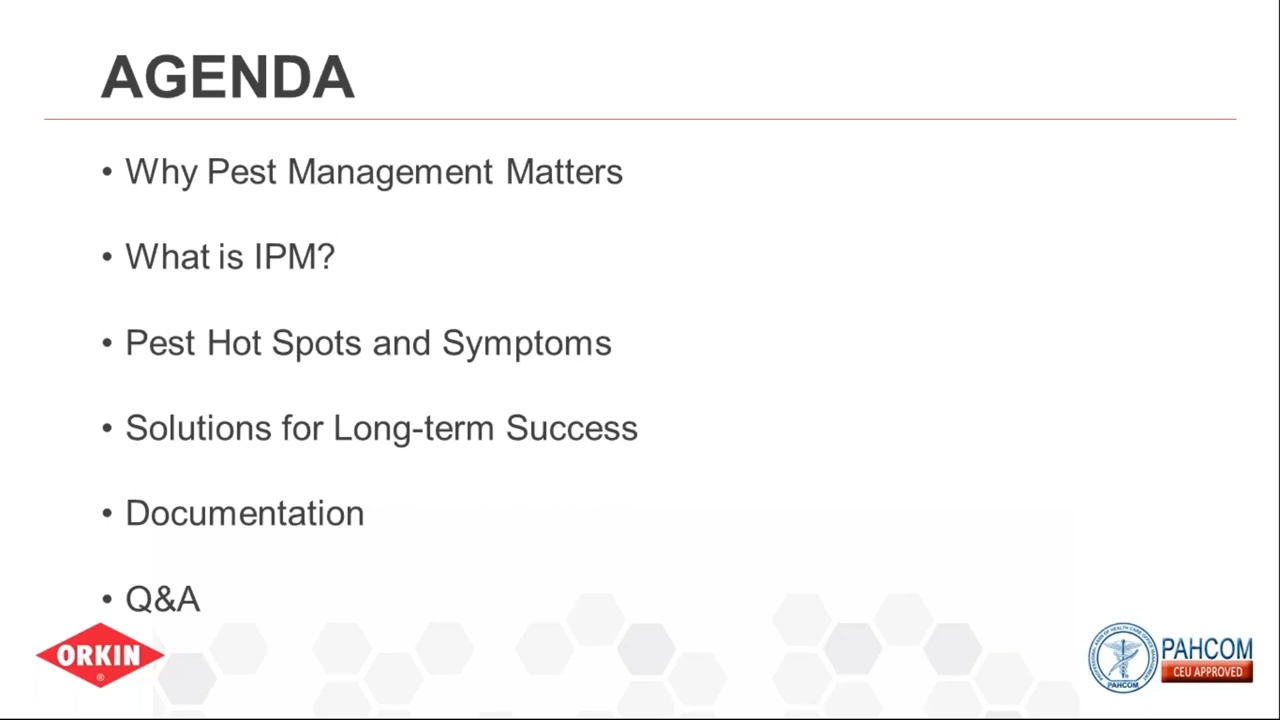 AGENDA
• Why Pest Management Matters
• What is IPM?
• Pest Hot Spots and Symptoms
• Solutions for Long-term Success
• Documentation
• Q&A
ORKIN
®
PAHCOM
CEU APPROVED
PAHCOM